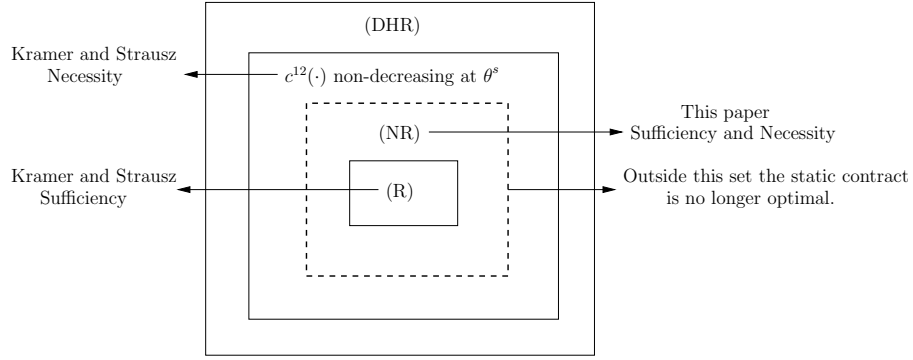 (DHR)
Kramer and Strausz
Necessity
c^{12}(·) non-decreasing at θ^s
(NR)
This paper
Sufficiency and Necessity
Kramer and Strausz
Sufficiency
(R)
Outside this set the static contract
is no longer optimal.